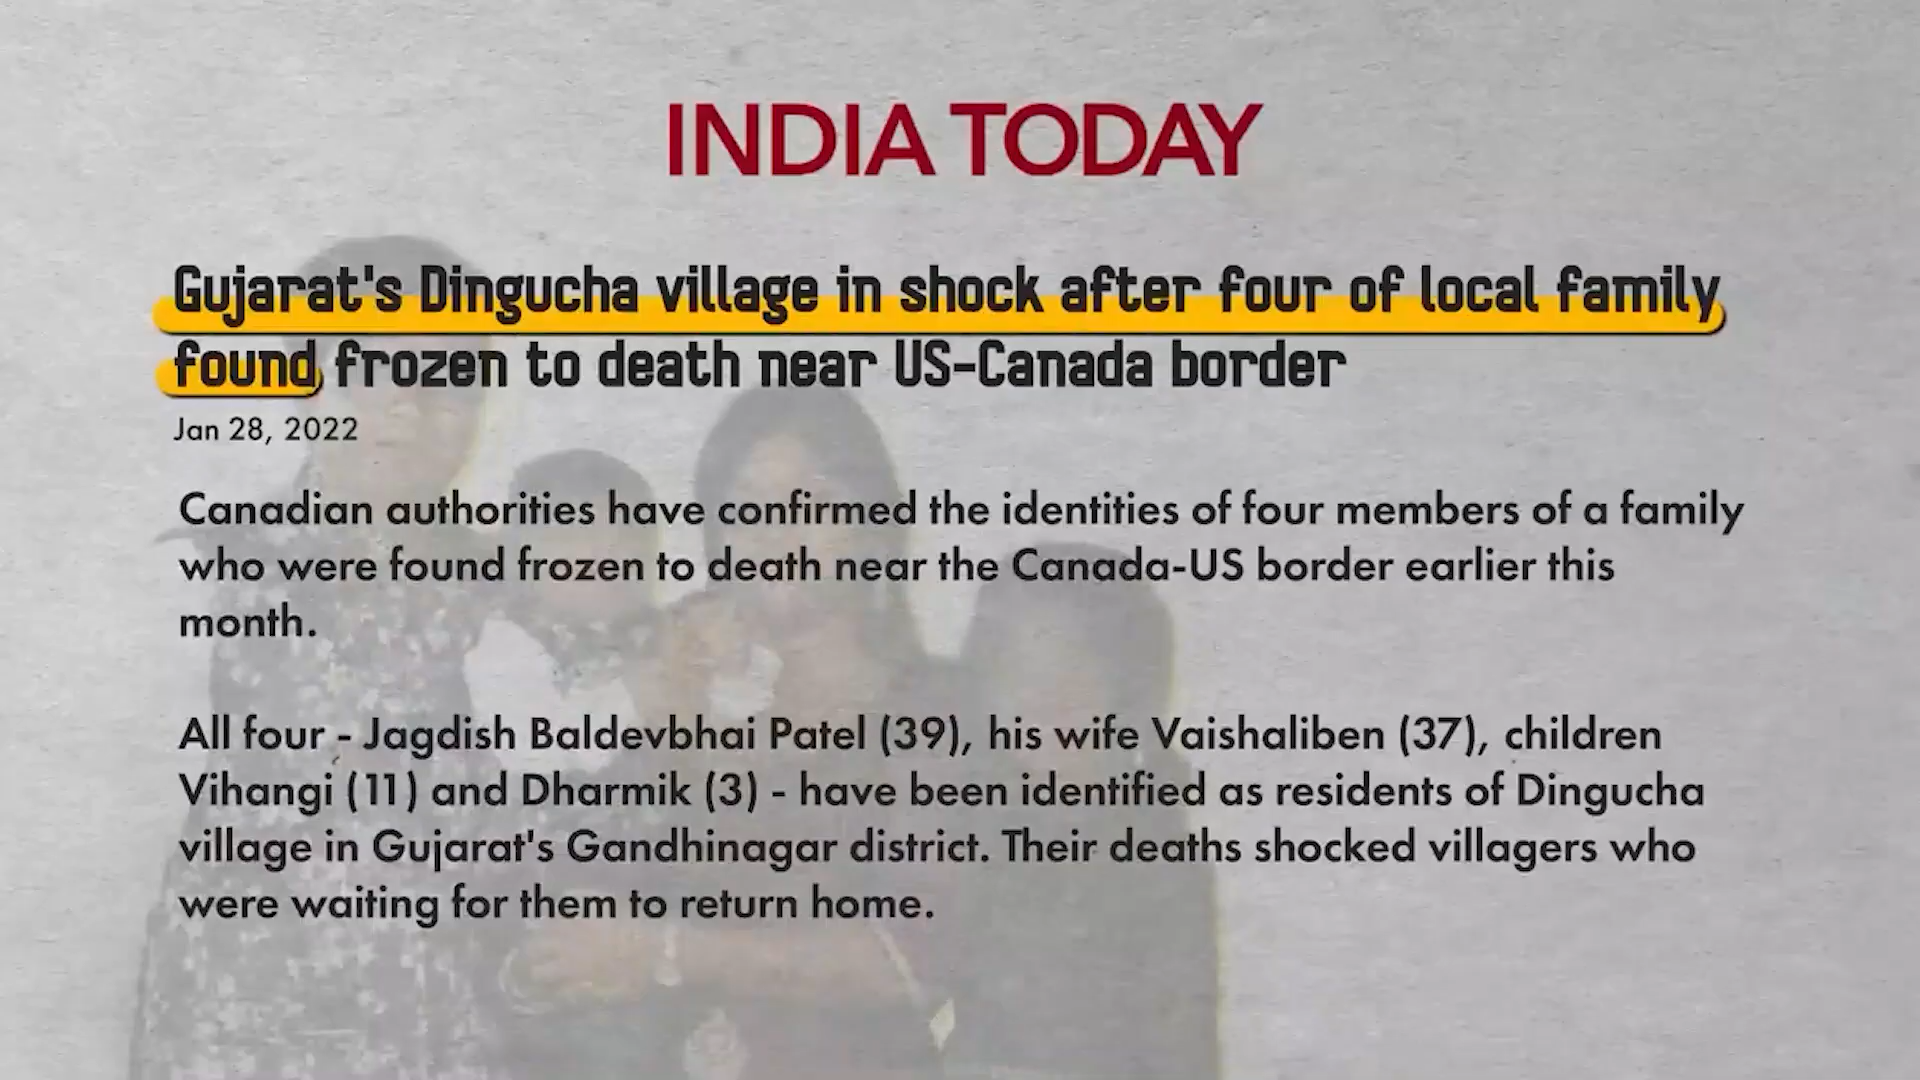 INDIA TODAY
Gujarat's Dingucha village in shock after four of local family
found frozen to death near US-Canada border
Jan 28, 2022
Canadian authorities have confirmed the identities of four members of a family
who were found frozen to death near the Canada-US border earlier this
month.
All four - Jagdish Baldevbhai Patel (39), his wife Vaishaliben (37), children
Vihangi (11) and Dharmik (3) - have been identified as residents of Dingucha
village in Gujarat's Gandhinagar district. Their deaths shocked villagers who
were waiting for them to return home.